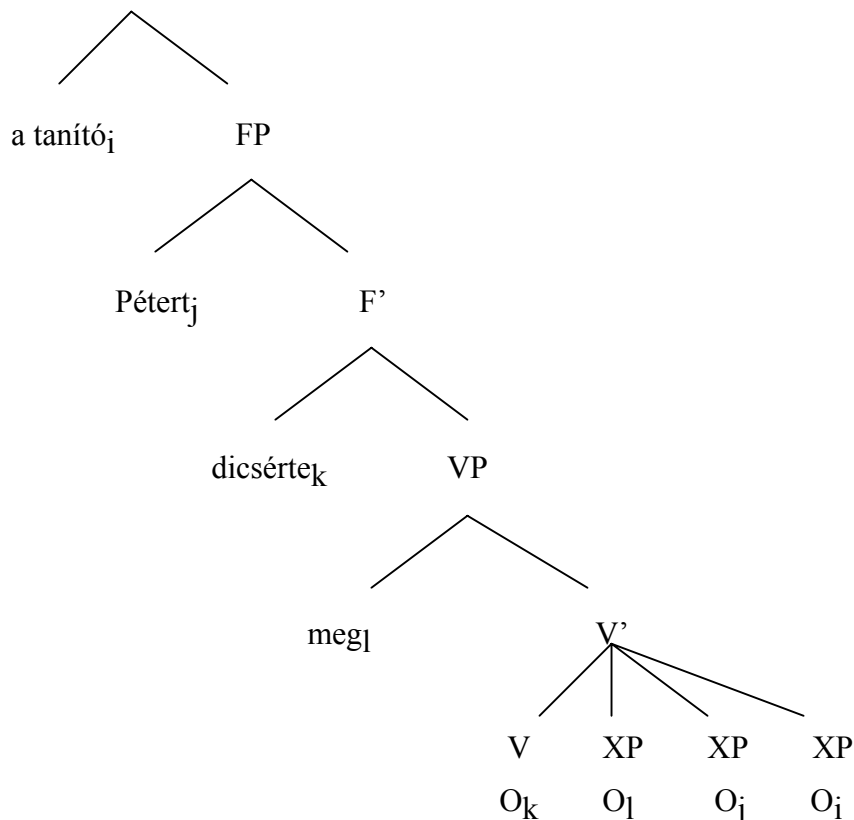 a tanítói FP
Pétertj F’
dicsértek VP
megl V’
V XP XP XP
Ok Ol Oj Oi